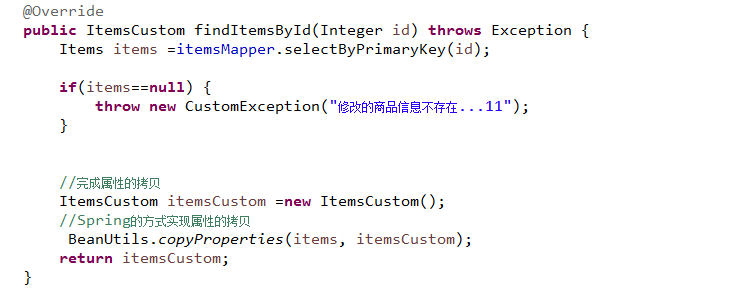 @Override
public ItemsCustom findItemsById(Integer id) throws Exception {
Items items =itemsMapper.selectByPrimaryKey(id);
if(items==null) {
throw new CustomException("修改的商品信息不存在...11");
}
//完成属性的拷贝
ItemsCustom itemsCustom =new ItemsCustom();
//Spring的方式实现属性的拷贝
BeanUtils.copyProperties(items, itemsCustom);
return itemsCustom;
}